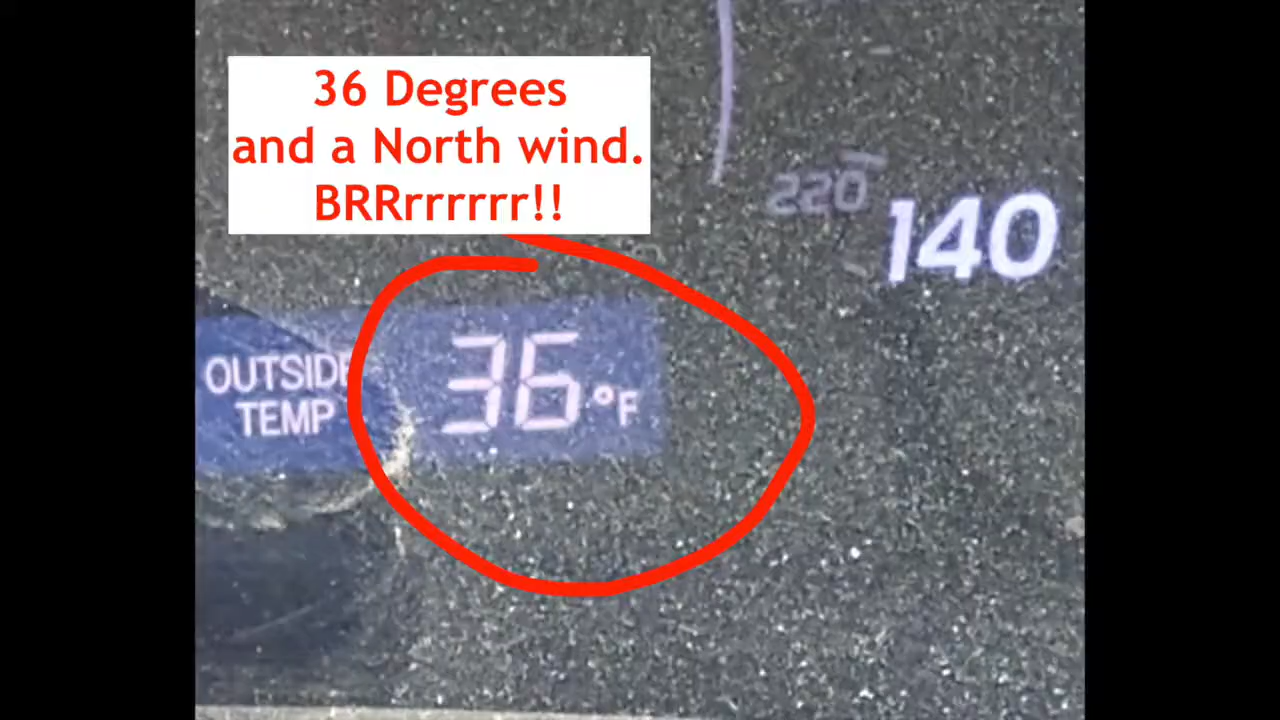 36 Degrees
and a North wind.
BRRrrrrrr!!
220
140
OUTSIDE
TEMP
36°F